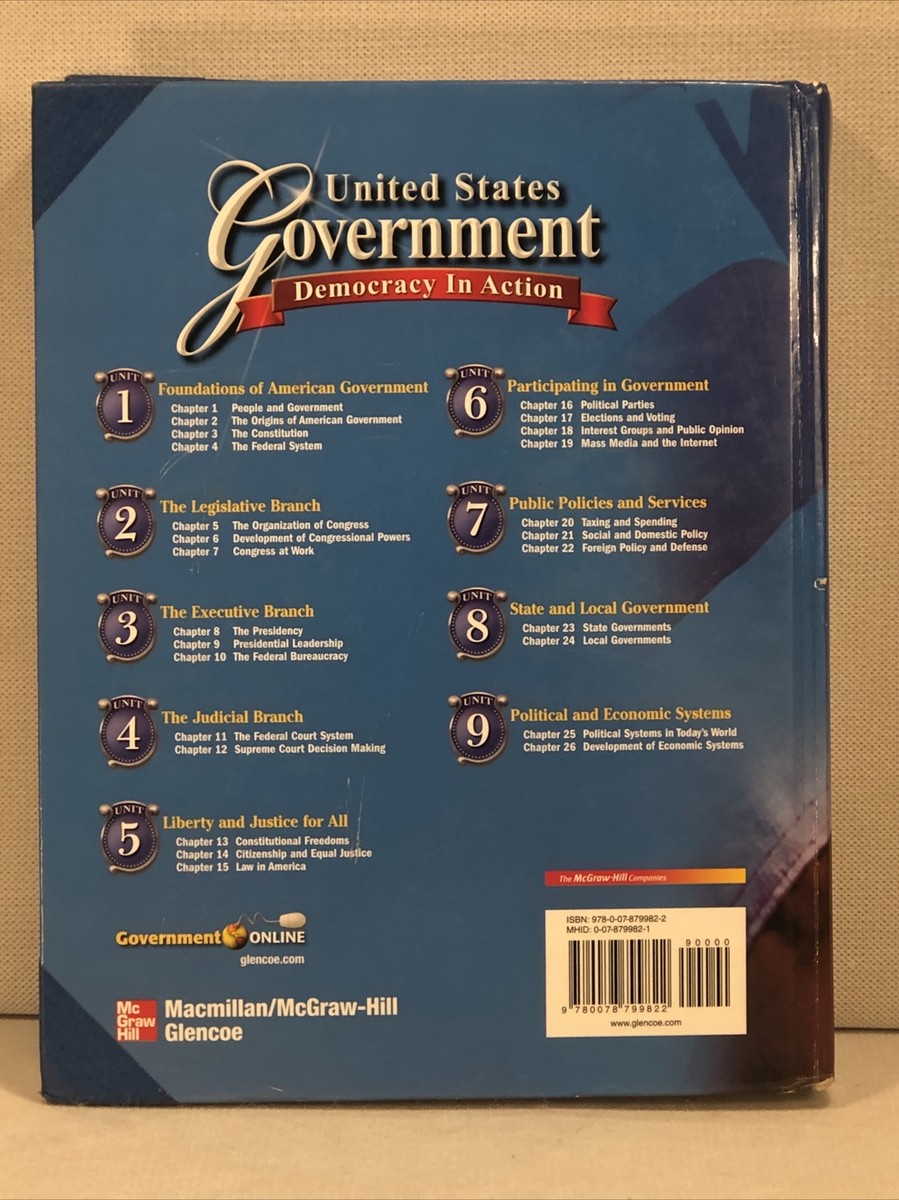 United States
Government
Democracy In Action
UNIT
1
Foundations of American Government
Chapter 1 People and Government
Chapter 2 The Origins of American Government
Chapter 3 The Constitution
Chapter 4 The Federal System
UNIT
2
The Legislative Branch
Chapter 5 The Organization of Congress
Chapter 6 Development of Congressional Powers
Chapter 7 Congress at Work
UNIT
3
The Executive Branch
Chapter 8 The Presidency
Chapter 9 Presidential Leadership
Chapter 10 The Federal Bureaucracy
UNIT
4
The Judicial Branch
Chapter 11 The Federal Court System
Chapter 12 Supreme Court Decision Making
UNIT
5
Liberty and Justice for All
Chapter 13 Constitutional Freedoms
Chapter 14 Citizenship and Equal Justice
Chapter 15 Law in America
UNIT
6
Participating in Government
Chapter 16 Political Parties
Chapter 17 Elections and Voting
Chapter 18 Interest Groups and Public Opinion
Chapter 19 Mass Media and the Internet
UNIT
7
Public Policies and Services
Chapter 20 Taxing and Spending
Chapter 21 Social and Domestic Policy
Chapter 22 Foreign Policy and Defense
UNIT
8
State and Local Government
Chapter 23 State Governments
Chapter 24 Local Governments
UNIT
9
Political and Economic Systems
Chapter 25 Political Systems in Today's World
Chapter 26 Development of Economic Systems
Government ONLINE
glencoe.com
Mc
Graw
Hill
Macmillan/McGraw-Hill
Glencoe
The McGraw-Hill Companies
ISBN: 978-0-07-879982-2
MHID: 0-07-879982-1
90000
9 780078 799822
www.glencoe.com